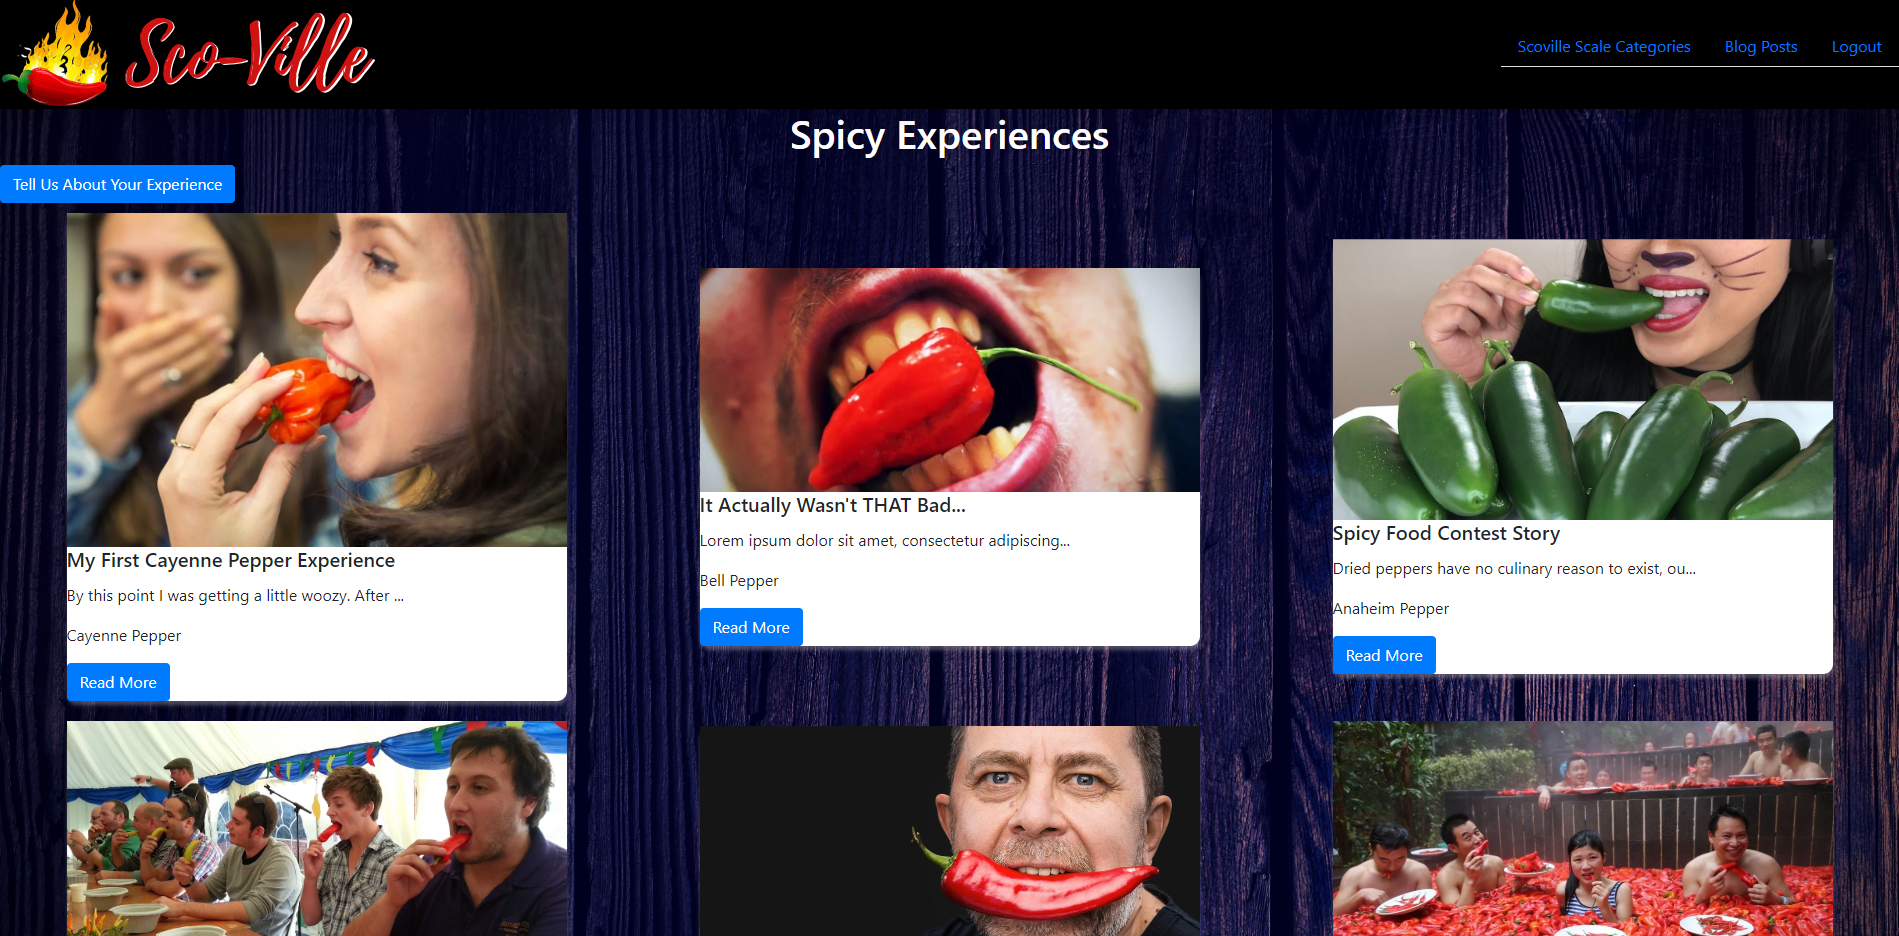 Sco-Ville
Scoville Scale Categories
Blog Posts
Logout
Spicy Experiences
Tell Us About Your Experience
My First Cayenne Pepper Experience
By this point I was getting a little woozy. After ...
Cayenne Pepper
Read More
It Actually Wasn't THAT Bad...
Lorem ipsum dolor sit amet, consectetur adipiscing...
Bell Pepper
Read More
Spicy Food Contest Story
Dried peppers have no culinary reason to exist, ou...
Anaheim Pepper
Read More